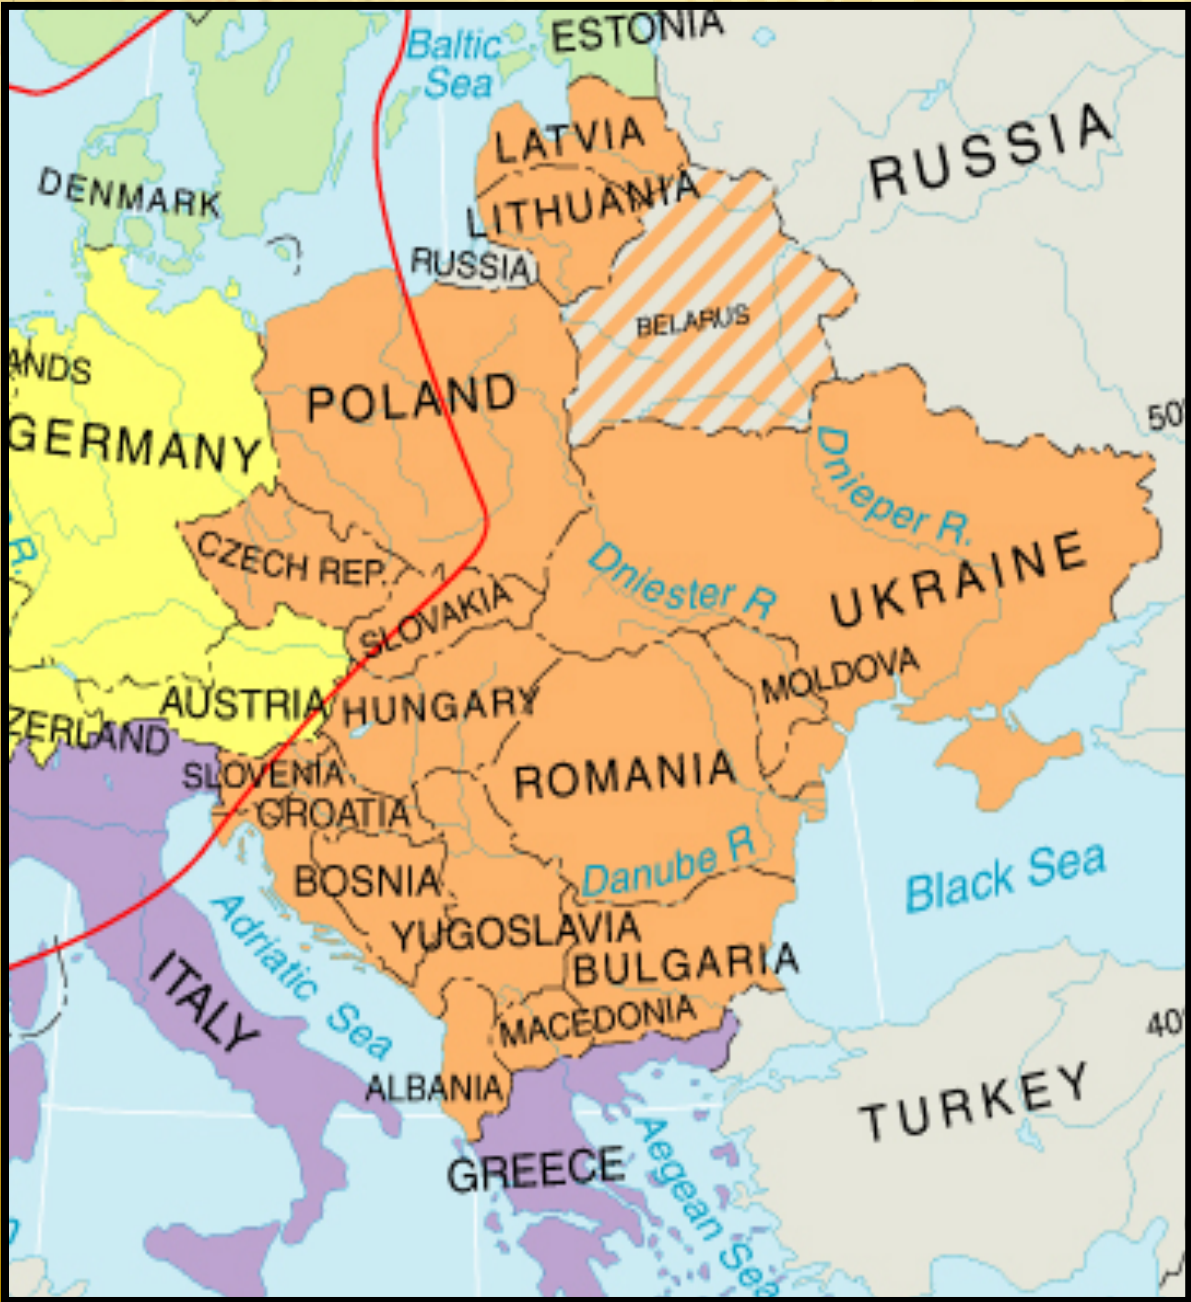 ESTONIA
Baltic
Sea
RUSSIA
LATVIA
DENMARK
LITHUANIA
RUSSIA
BELARUS
ANDS
POLAND
50°
GERMANY
Dnieper R.
R.
CZECH REP.
Dniester R
UKRAINE
SLOVAKIA
MOLDOVA
AUSTRIA
HUNGARY
ZERLAND
SLOVENIA
ROMANIA
CROATIA
Danube R
BOSNIA
Black Sea
YUGOSLAVIA
BULGARIA
Adriatic Sea
ITALY
MACEDONIA
40°
ALBANIA
TURKEY
GREECE
Aegean Sea